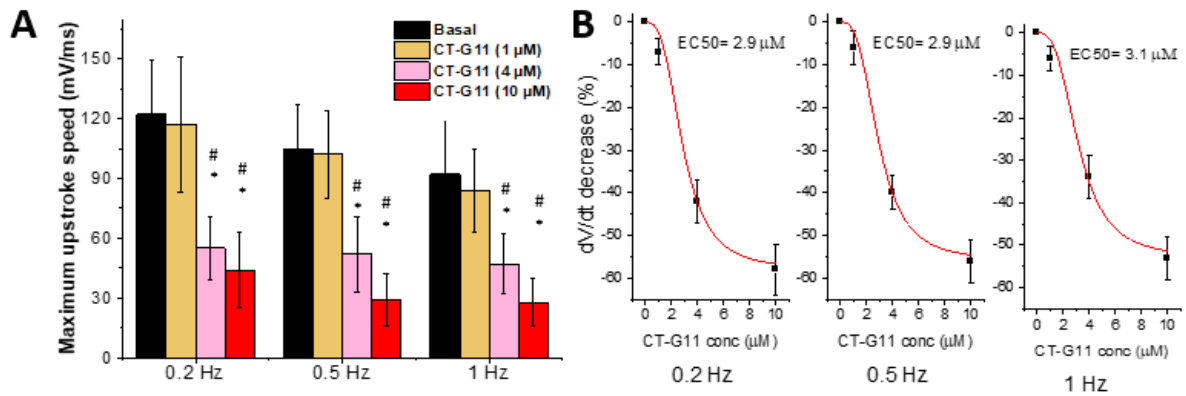 A
Maximum upstroke speed (mV/ms)
150
120
90
60
30
0
Basal
CT-G11 (1 µM)
CT-G11 (4 µM)
CT-G11 (10 µM)
#
*
#
*
#
*
#
*
#
*
#
*
0.2 Hz
0.5 Hz
1 Hz
B
dV/dt decrease (%)
0
-10
-20
-30
-40
-50
-60
EC50= 2.9 µM
0 2 4 6 8 10
CT-G11 conc (µM)
0.2 Hz
0
-10
-20
-30
-40
-50
-60
EC50= 2.9 µM
0 2 4 6 8 10
CT-G11 conc (µM)
0.5 Hz
0
-10
-20
-30
-40
-50
-60
EC50= 3.1 µM
0 2 4 6 8 10
CT-G11 conc (µM)
1 Hz